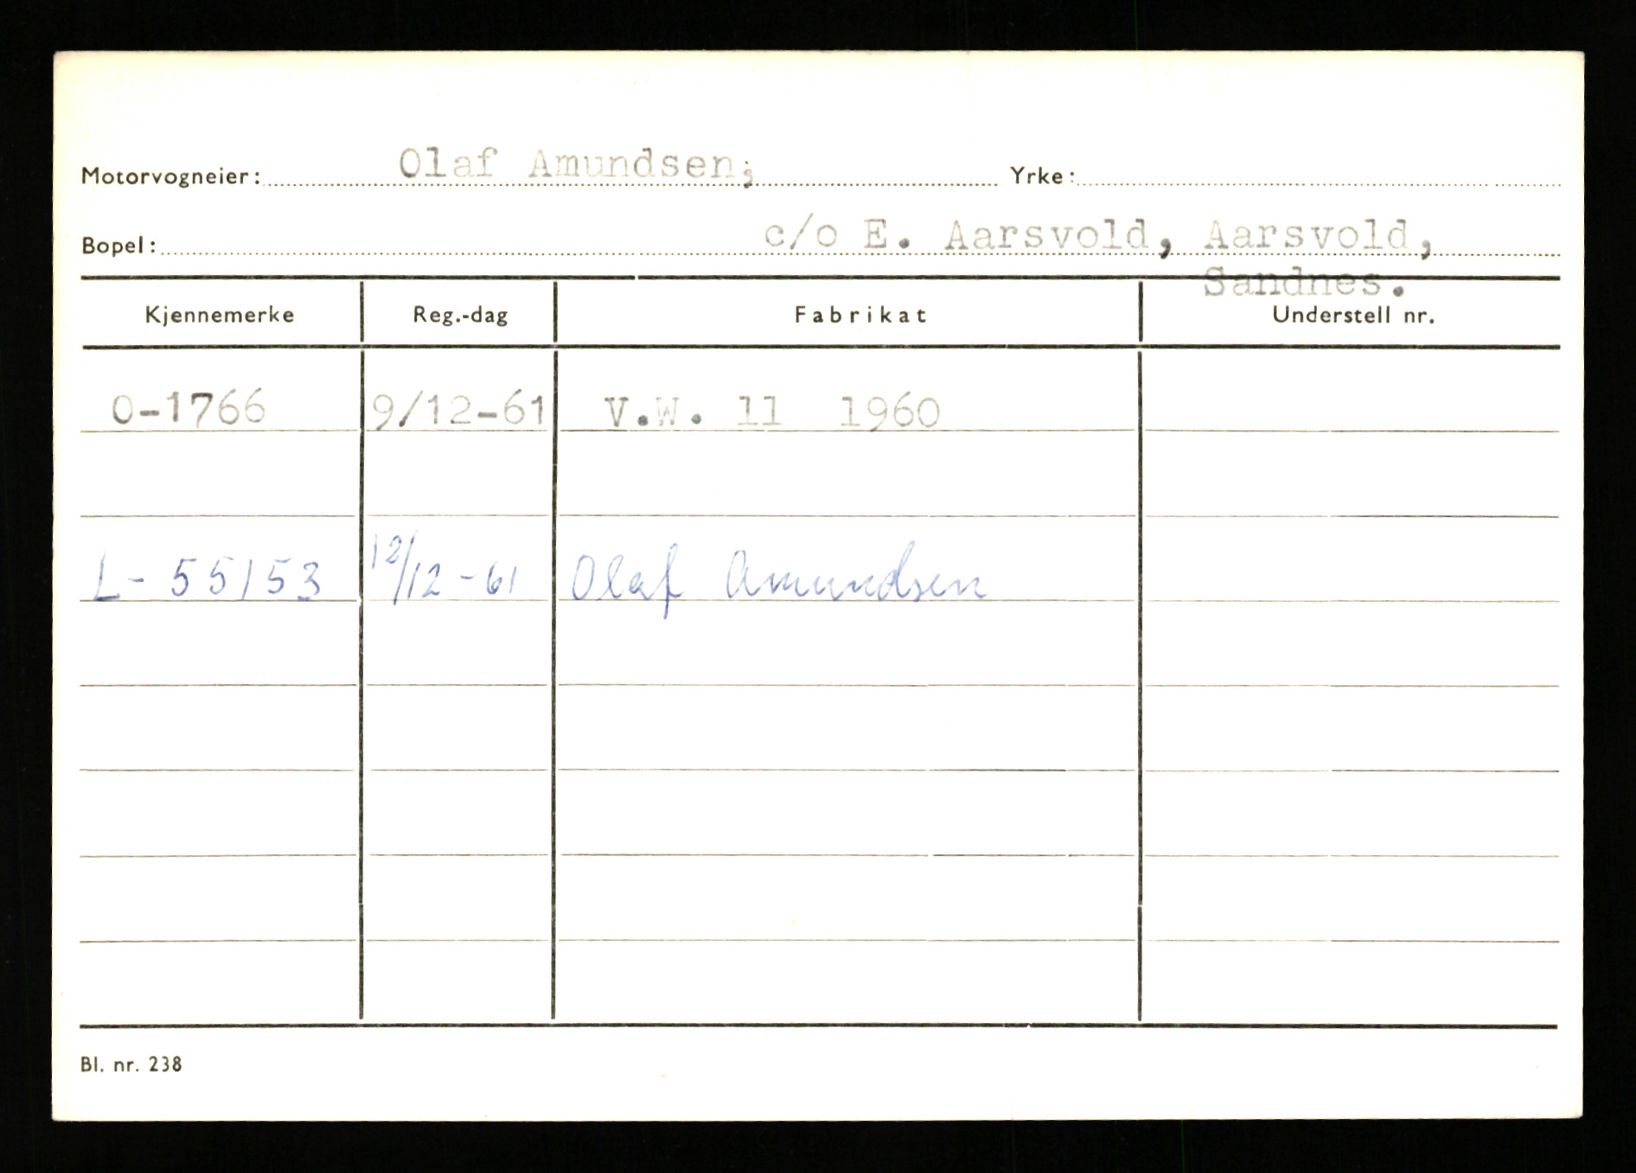 Motorvogneier: Olaf Amundsen; Yrke:
Bopel: c/o E. Aarsvold, Aarsvold,
Sandnes.
Kjennemerke Reg.-dag Fabrikat Understell nr.
O-1766 9/12-61 V.W. 11 1960
L-55153 12/12-61 Olaf Amundsen
Bl. nr. 238